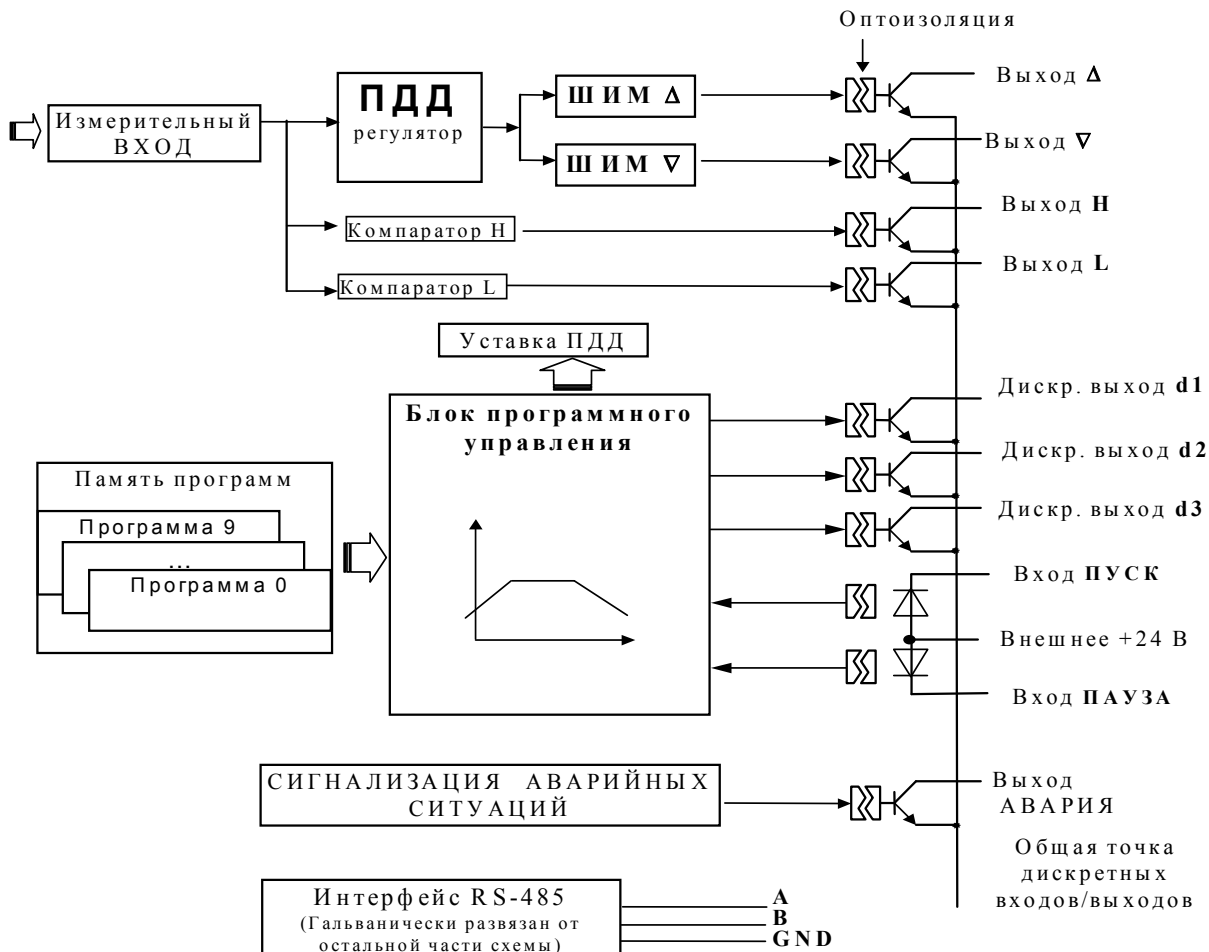 Оптоизоляция
Измерительный
ВХОД
ПДД
регулятор
ШИМ Δ
ШИМ ∇
Выход Δ
Выход ∇
Компаратор H
Выход H
Компаратор L
Выход L
Уставка ПДД
Блок программного
управления
Дискр. выход d1
Дискр. выход d2
Дискр. выход d3
Память программ
Программа 9
...
Программа 0
Вход ПУСК
Внешнее +24 В
Вход ПАУЗА
СИГНАЛИЗАЦИЯ АВАРИЙНЫХ
СИТУАЦИЙ
Выход
АВАРИЯ
Общая точка
дискретных
входов/выходов
Интерфейс RS-485
(Гальванически развязан от
остальной части схемы)
A
B
GND